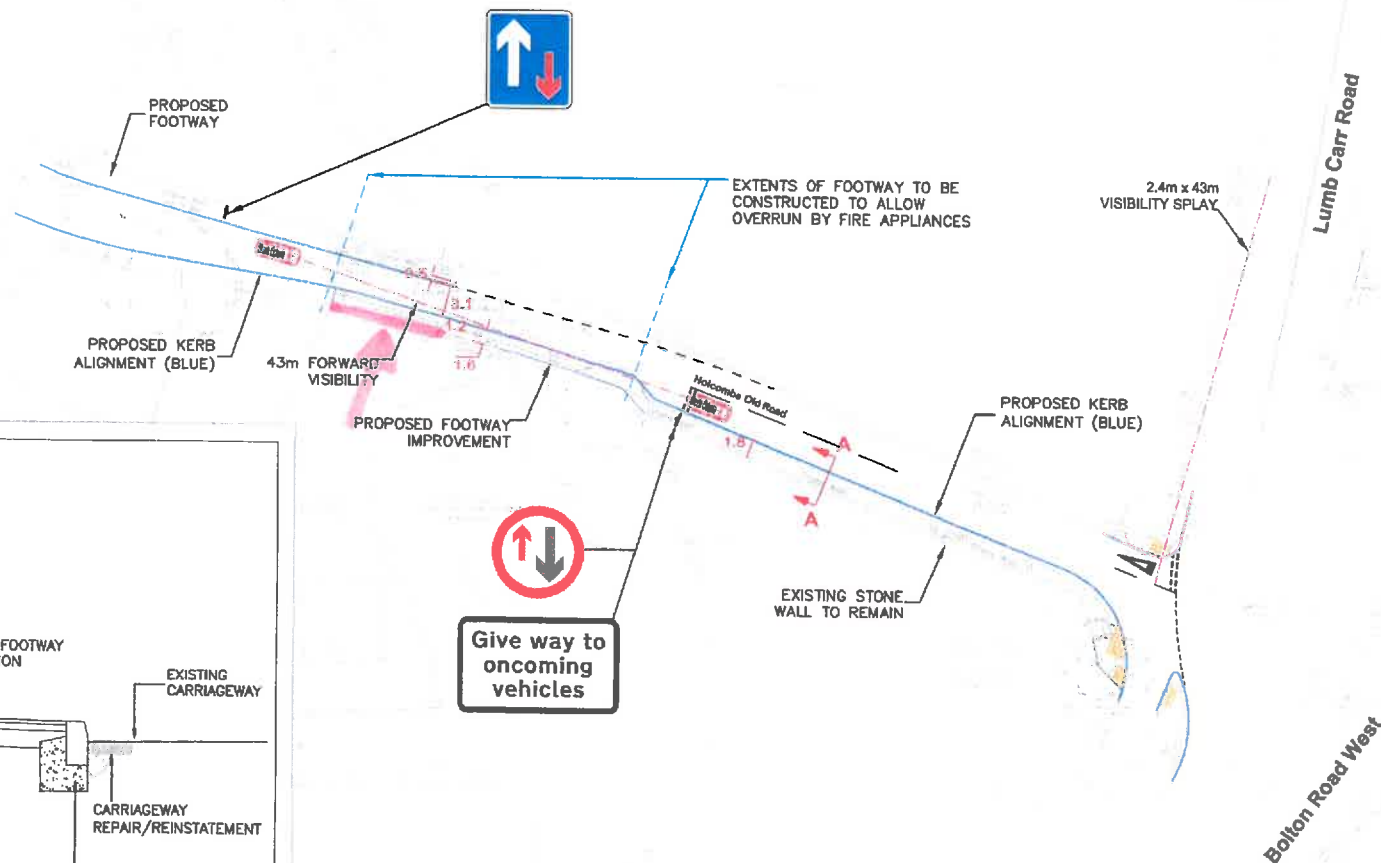 PROPOSED
FOOTWAY
EXTENTS OF FOOTWAY TO BE
CONSTRUCTED TO ALLOW
OVERRUN BY FIRE APPLIANCES
2.4m x 43m
VISIBILITY SPLAY
Lumb Carr Road
PROPOSED KERB
ALIGNMENT (BLUE)
43m FORWARD
VISIBILITY
0.5
3.1
1.2
1.6
PROPOSED FOOTWAY
IMPROVEMENT
Holcombe Old Road
1.8
A
A
PROPOSED KERB
ALIGNMENT (BLUE)
EXISTING STONE
WALL TO REMAIN
Give way to
oncoming
vehicles
FOOTWAY
EXISTING
CARRIAGEWAY
CARRIAGEWAY
REPAIR/REINSTATEMENT
Bolton Road West